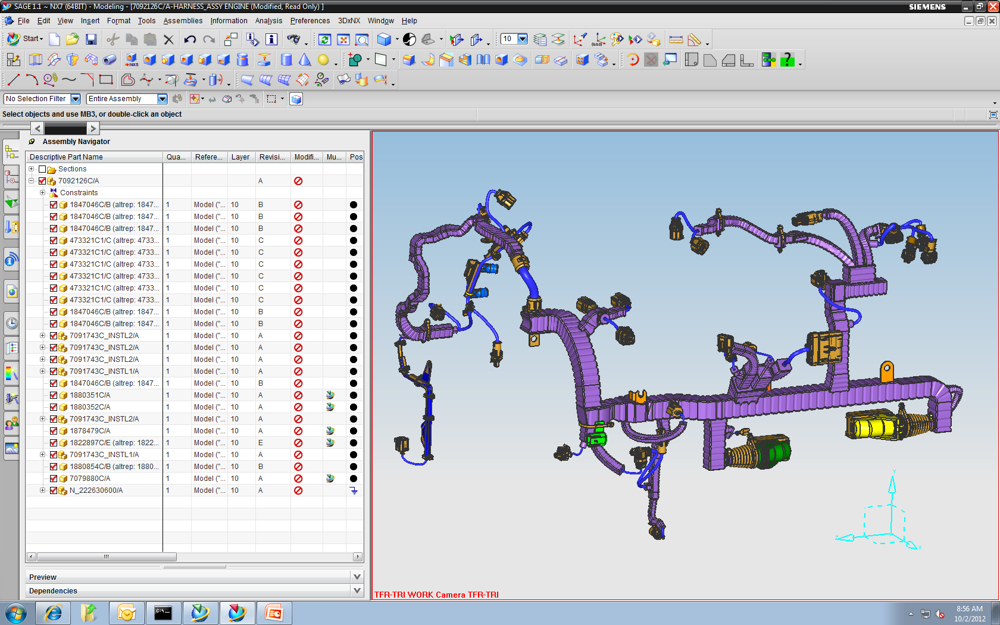 SAGE 1.1 ~ NX7 (64BIT) - Modeling - [7092126C/A-HARNESS_ASSY ENGINE (Modified, Read Only) ]
SIEMENS
File Edit View Insert Format Tools Assemblies Information Analysis Preferences 3DxNX Window Help
Start
10
NX5
No Selection Filter
Entire Assembly
Select objects and use MB3, or double-click an object
Assembly Navigator
Descriptive Part Name Qua... Refere... Layer Revisi... Modifi... Mu... Pos
Sections
7092126C/A A
Constraints
1847046C/B (altrep: 1847... 1 Model ("... 10 B
1847046C/B (altrep: 1847... 1 Model ("... 10 B
1847046C/B (altrep: 1847... 1 Model ("... 10 B
473321C1/C (altrep: 4733... 1 Model ("... 10 C
473321C1/C (altrep: 4733... 1 Model ("... 10 C
473321C1/C (altrep: 4733... 1 Model ("... 10 C
473321C1/C (altrep: 4733... 1 Model ("... 10 C
473321C1/C (altrep: 4733... 1 Model ("... 10 C
473321C1/C (altrep: 4733... 1 Model ("... 10 C
1847046C/B (altrep: 1847... 1 Model ("... 10 B
1847046C/B (altrep: 1847... 1 Model ("... 10 B
7091743C_INSTL2/A 1 Model ("... 10 A
7091743C_INSTL2/A 1 Model ("... 10 A
7091743C_INSTL2/A 1 Model ("... 10 A
7091743C_INSTL1/A 1 Model ("... 10 A
1847046C/B (altrep: 1847... 1 Model ("... 10 B
1880351C/A 1 Model ("... 10 A
1880352C/A 1 Model ("... 10 A
7091743C_INSTL2/A 1 Model ("... 10 A
1878479C/A 1 Model ("... 10 A
1822897C/E (altrep: 1822... 1 Model ("... 10 E
7091743C_INSTL1/A 1 Model ("... 10 A
1880854C/B (altrep: 1880... 1 Model ("... 10 B
7079880C/A 1 Model ("... 10 A
N_222630600/A 1 Model ("... 10 A
Preview
Dependencies
TFR-TRI WORK Camera TFR-TRI
8:56 AM
10/2/2012